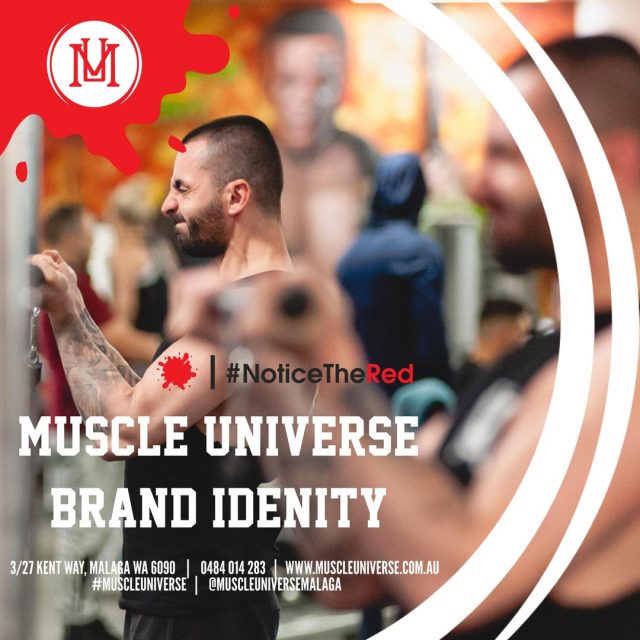 MU
| #NoticeTheRed
MUSCLE UNIVERSE
BRAND IDENITY
3/27 KENT WAY, MALAGA WA 6090 | 0484 014 283 | WWW.MUSCLEUNIVERSE.COM.AU
#MUSCLEUNIVERSE | @MUSCLEUNIVERSEMALAGA